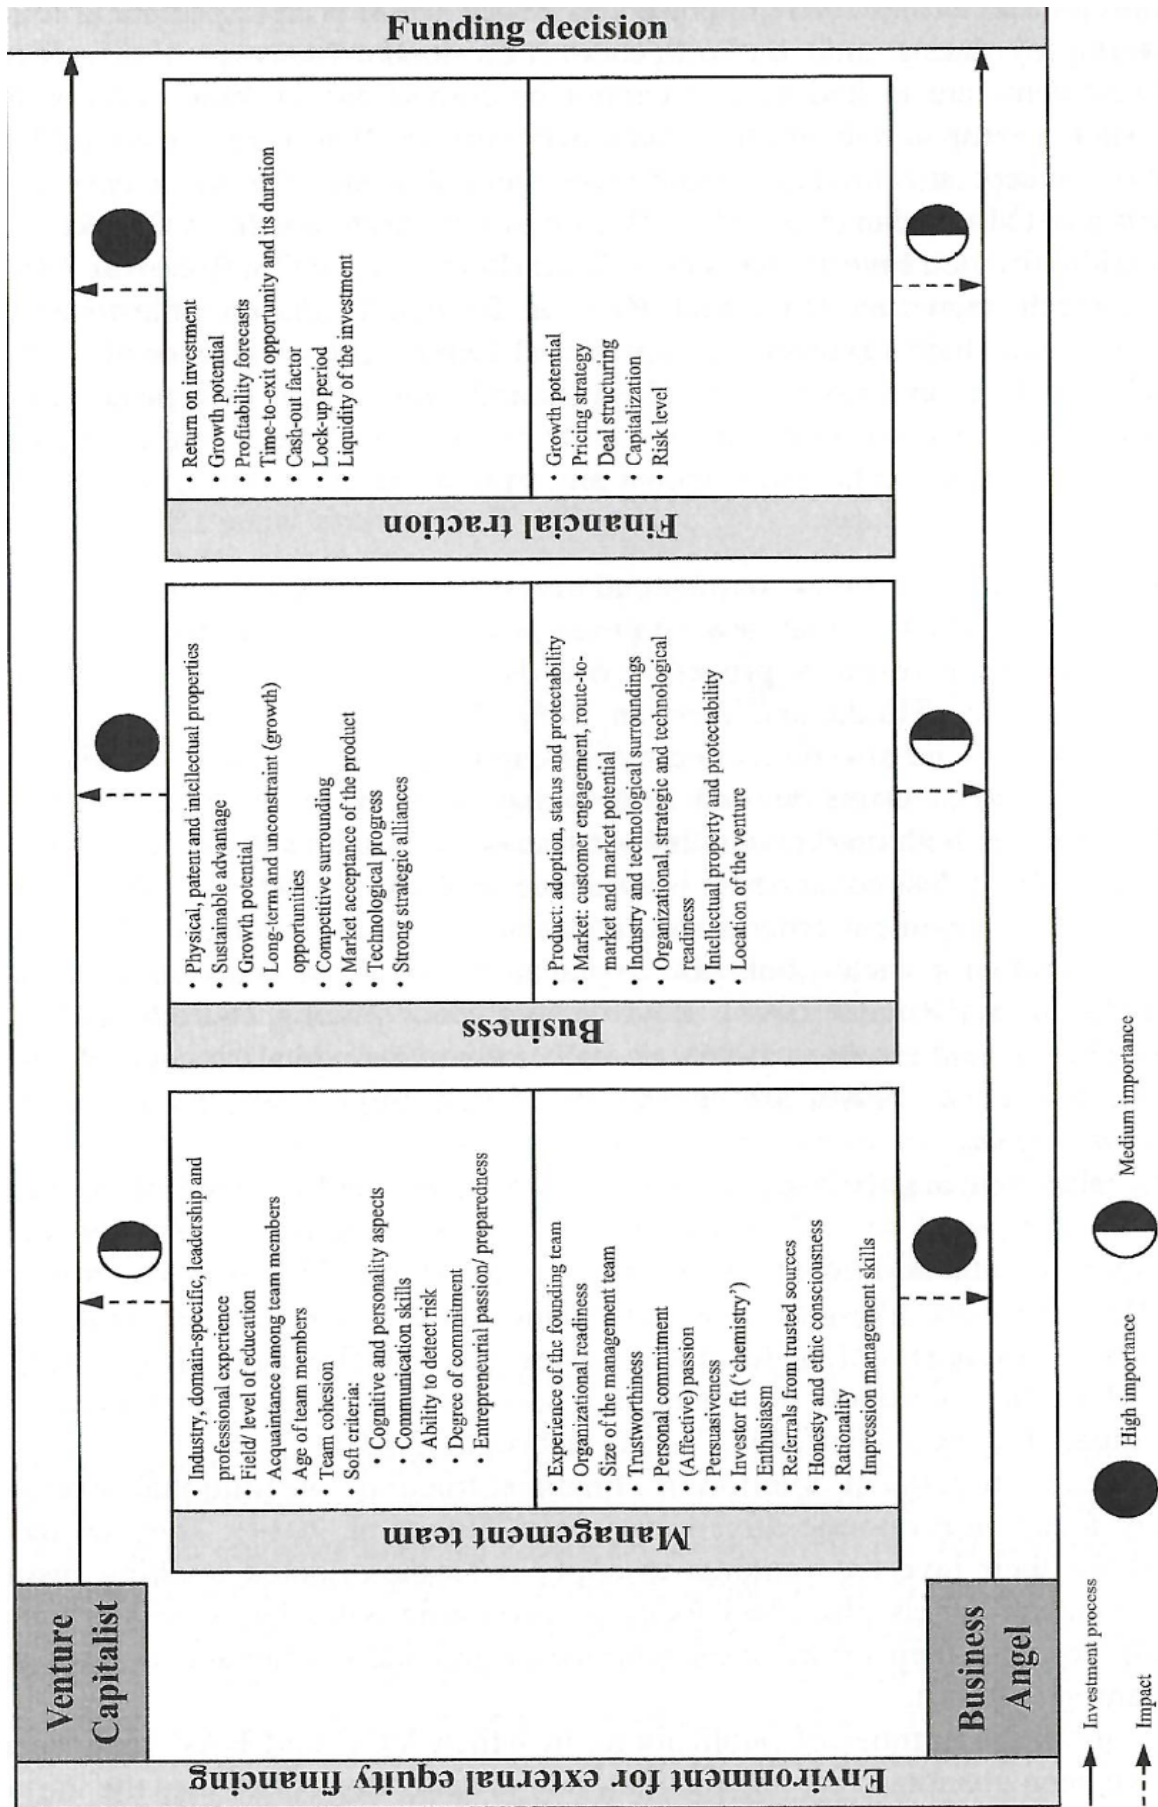 Environment for external equity financing
Venture
Capitalist
Management team
• Industry, domain-specific, leadership and
professional experience
• Field/ level of education
• Acquaintance among team members
• Age of team members
• Team cohesion
• Soft criteria:
• Cognitive and personality aspects
• Communication skills
• Ability to detect risk
• Degree of commitment
• Entrepreneurial passion/ preparedness
• Experience of the founding team
• Organizational readiness
• Size of the management team
• Trustworthiness
• Personal commitment
• (Affective) passion
• Persuasiveness
• Investor fit (‘chemistry’)
• Enthusiasm
• Referrals from trusted sources
• Honesty and ethic consciousness
• Rationality
• Impression management skills
Business
• Physical, patent and intellectual properties
• Sustainable advantage
• Growth potential
• Long-term and unconstraint (growth)
opportunities
• Competitive surrounding
• Market acceptance of the product
• Technological progress
• Strong strategic alliances
• Product: adoption, status and protectability
• Market: customer engagement, route-to-
market and market potential
• Industry and technological surroundings
• Organizational, strategic and technological
readiness
• Intellectual property and protectability
• Location of the venture
Financial traction
• Return on investment
• Growth potential
• Profitability forecasts
• Time-to-exit opportunity and its duration
• Cash-out factor
• Lock-up period
• Liquidity of the investment
• Growth potential
• Pricing strategy
• Deal structuring
• Capitalization
• Risk level
Funding decision
Business
Angel
Investment process
Impact
High importance
Medium importance